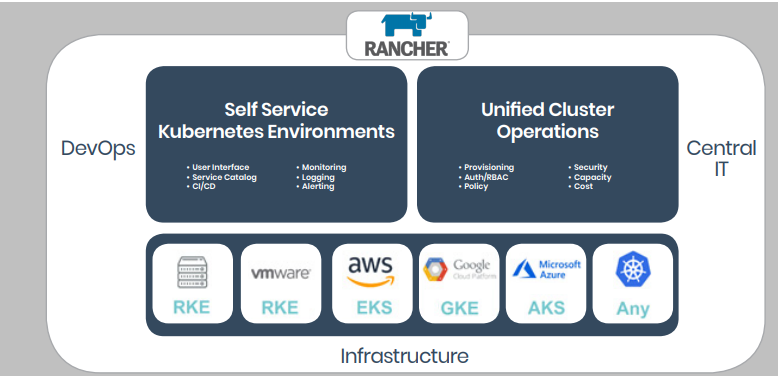 RANCHER
DevOps
Self Service
Kubernetes Environments
• User Interface
• Service Catalog
• CI/CD
• Monitoring
• Logging
• Alerting
Unified Cluster
Operations
• Provisioning
• Auth/RBAC
• Policy
• Security
• Capacity
• Cost
Central
IT
RKE
vmware
RKE
aws
EKS
Google
Cloud Platform
GKE
Microsoft
Azure
AKS
Any
Infrastructure